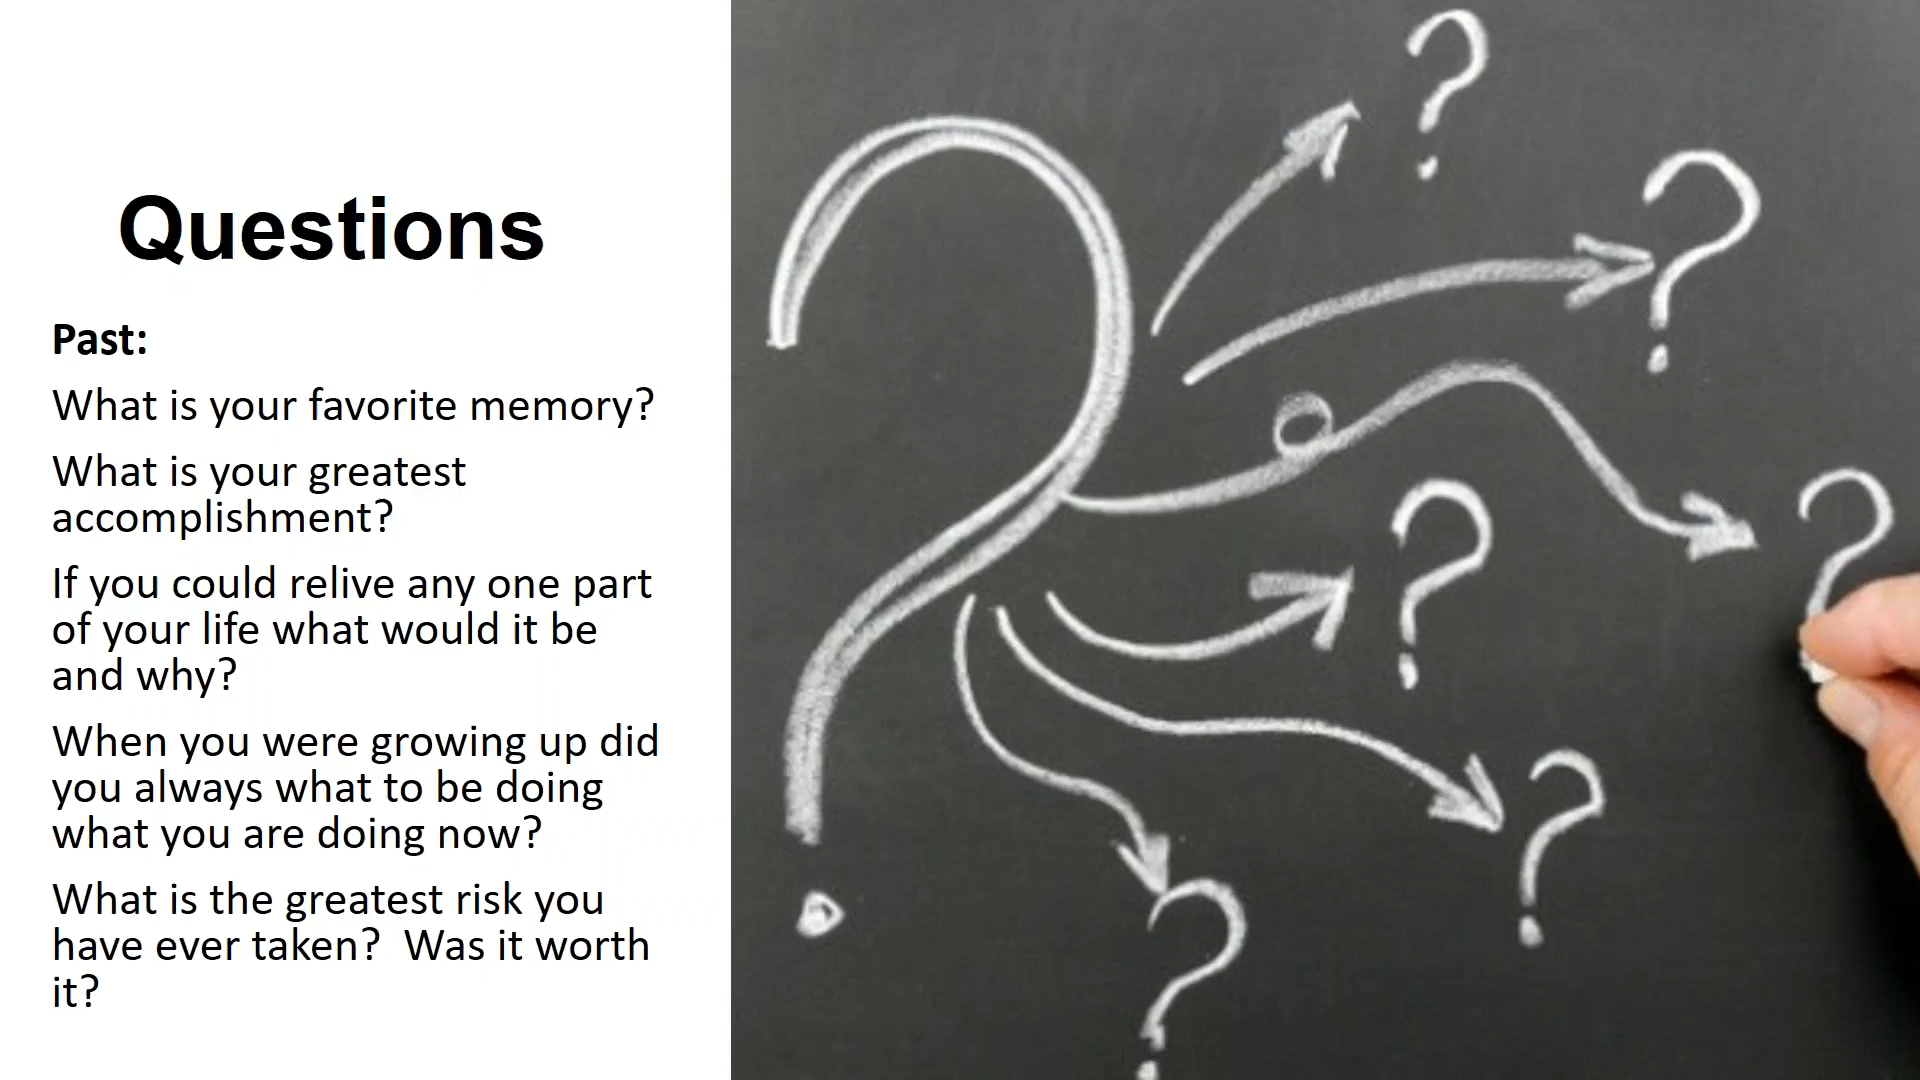 Questions
Past:
What is your favorite memory?
What is your greatest
accomplishment?
If you could relive any one part
of your life what would it be
and why?
When you were growing up did
you always what to be doing
what you are doing now?
What is the greatest risk you
have ever taken?  Was it worth
it?
?
?
?
?
?
?
?